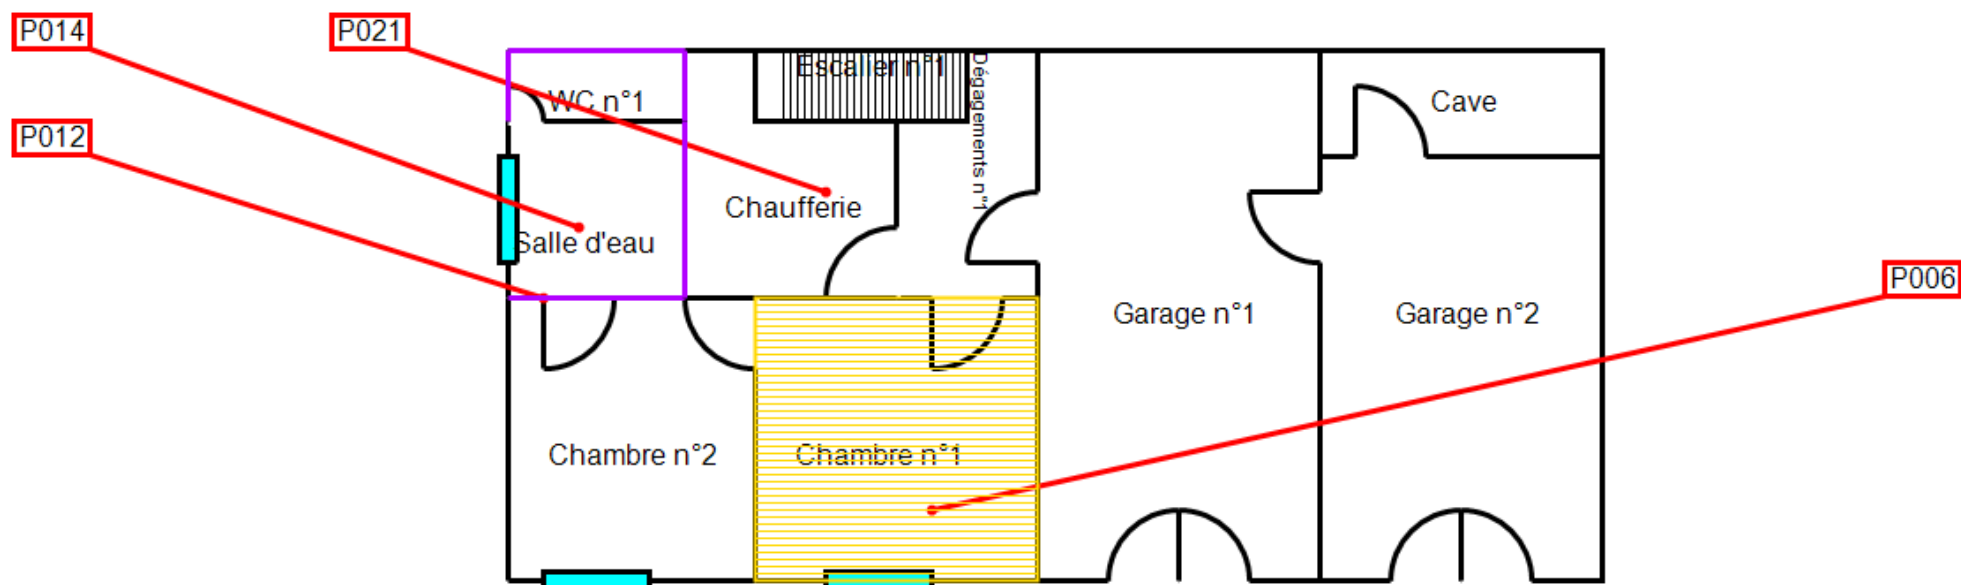 P014
P021
Escalier n°1
Dégagements n°1
WC n°1
Cave
P012
Chaufferie
Salle d'eau
P006
Garage n°1
Garage n°2
Chambre n°2
Chambre n°1